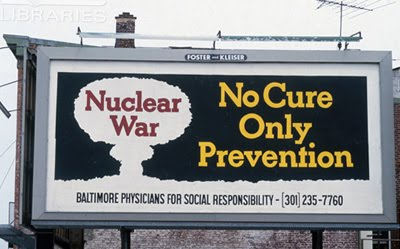 LIBRARIES
FOSTER AND KLEISER
Nuclear
War
No Cure
Only
Prevention
BALTIMORE PHYSICIANS FOR SOCIAL RESPONSIBILITY - [301] 235-7760